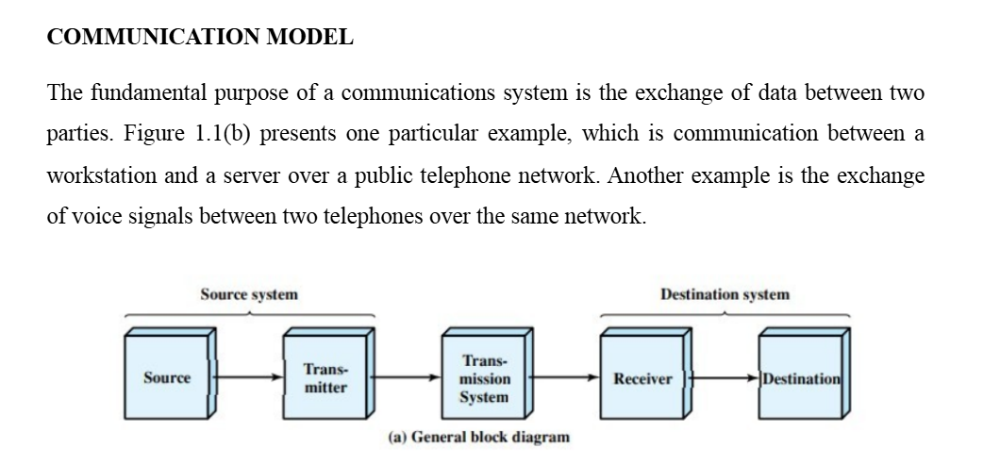 COMMUNICATION MODEL
The fundamental purpose of a communications system is the exchange of data between two
parties. Figure 1.1(b) presents one particular example, which is communication between a
workstation and a server over a public telephone network. Another example is the exchange
of voice signals between two telephones over the same network.
Source system
Destination system
Source
Trans-
mitter
Trans-
mission
System
Receiver
Destination
(a) General block diagram